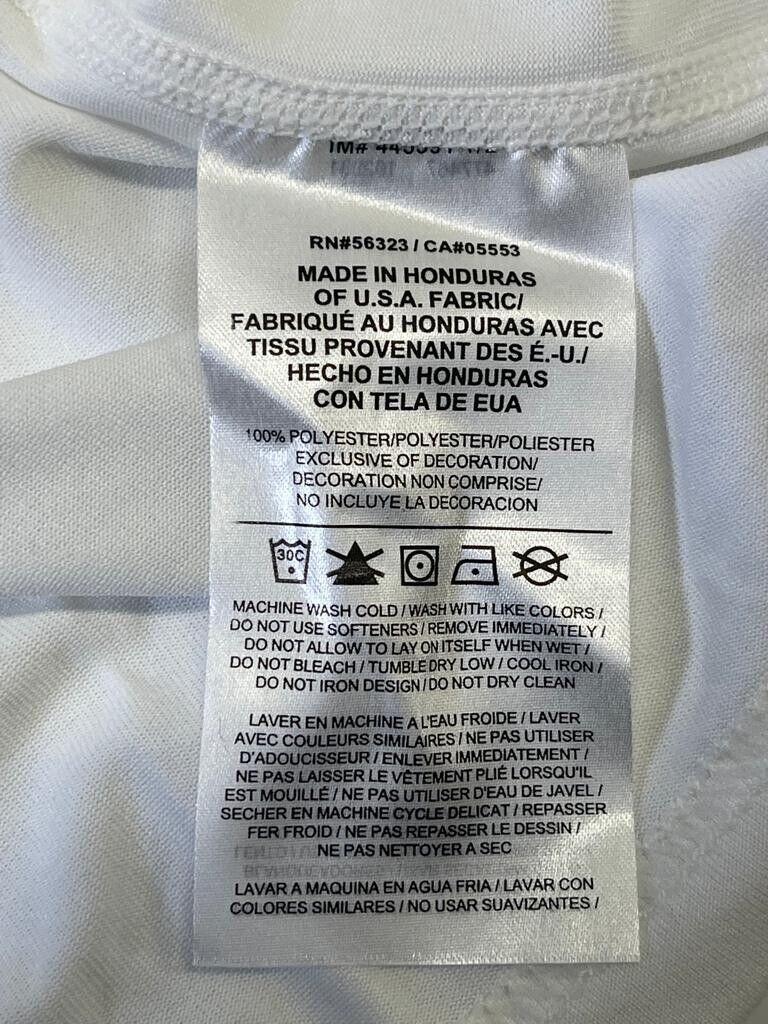 RN#56323 / CA#05553
MADE IN HONDURAS
OF U.S.A. FABRIC/
FABRIQUÉ AU HONDURAS AVEC
TISSU PROVENANT DES É.-U./
HECHO EN HONDURAS
CON TELA DE EUA
100% POLYESTER/POLYESTER/POLIESTER
EXCLUSIVE OF DECORATION/
DECORATION NON COMPRISE/
NO INCLUYE LA DECORACION
30C
MACHINE WASH COLD / WASH WITH LIKE COLORS /
DO NOT USE SOFTENERS / REMOVE IMMEDIATELY /
DO NOT ALLOW TO LAY ON ITSELF WHEN WET /
DO NOT BLEACH / TUMBLE DRY LOW / COOL IRON /
DO NOT IRON DESIGN / DO NOT DRY CLEAN
LAVER EN MACHINE A L'EAU FROIDE / LAVER
AVEC COULEURS SIMILAIRES / NE PAS UTILISER
D'ADOUCISSEUR / ENLEVER IMMEDIATEMENT /
NE PAS LAISSER LE VÊTEMENT PLIÉ LORSQU'IL
EST MOUILLÉ / NE PAS UTILISER D'EAU DE JAVEL /
SECHER EN MACHINE CYCLE DELICAT / REPASSER
FER FROID / NE PAS REPASSER LE DESSIN /
NE PAS NETTOYER A SEC
LAVAR A MAQUINA EN AGUA FRIA / LAVAR CON
COLORES SIMILARES / NO USAR SUAVIZANTES /